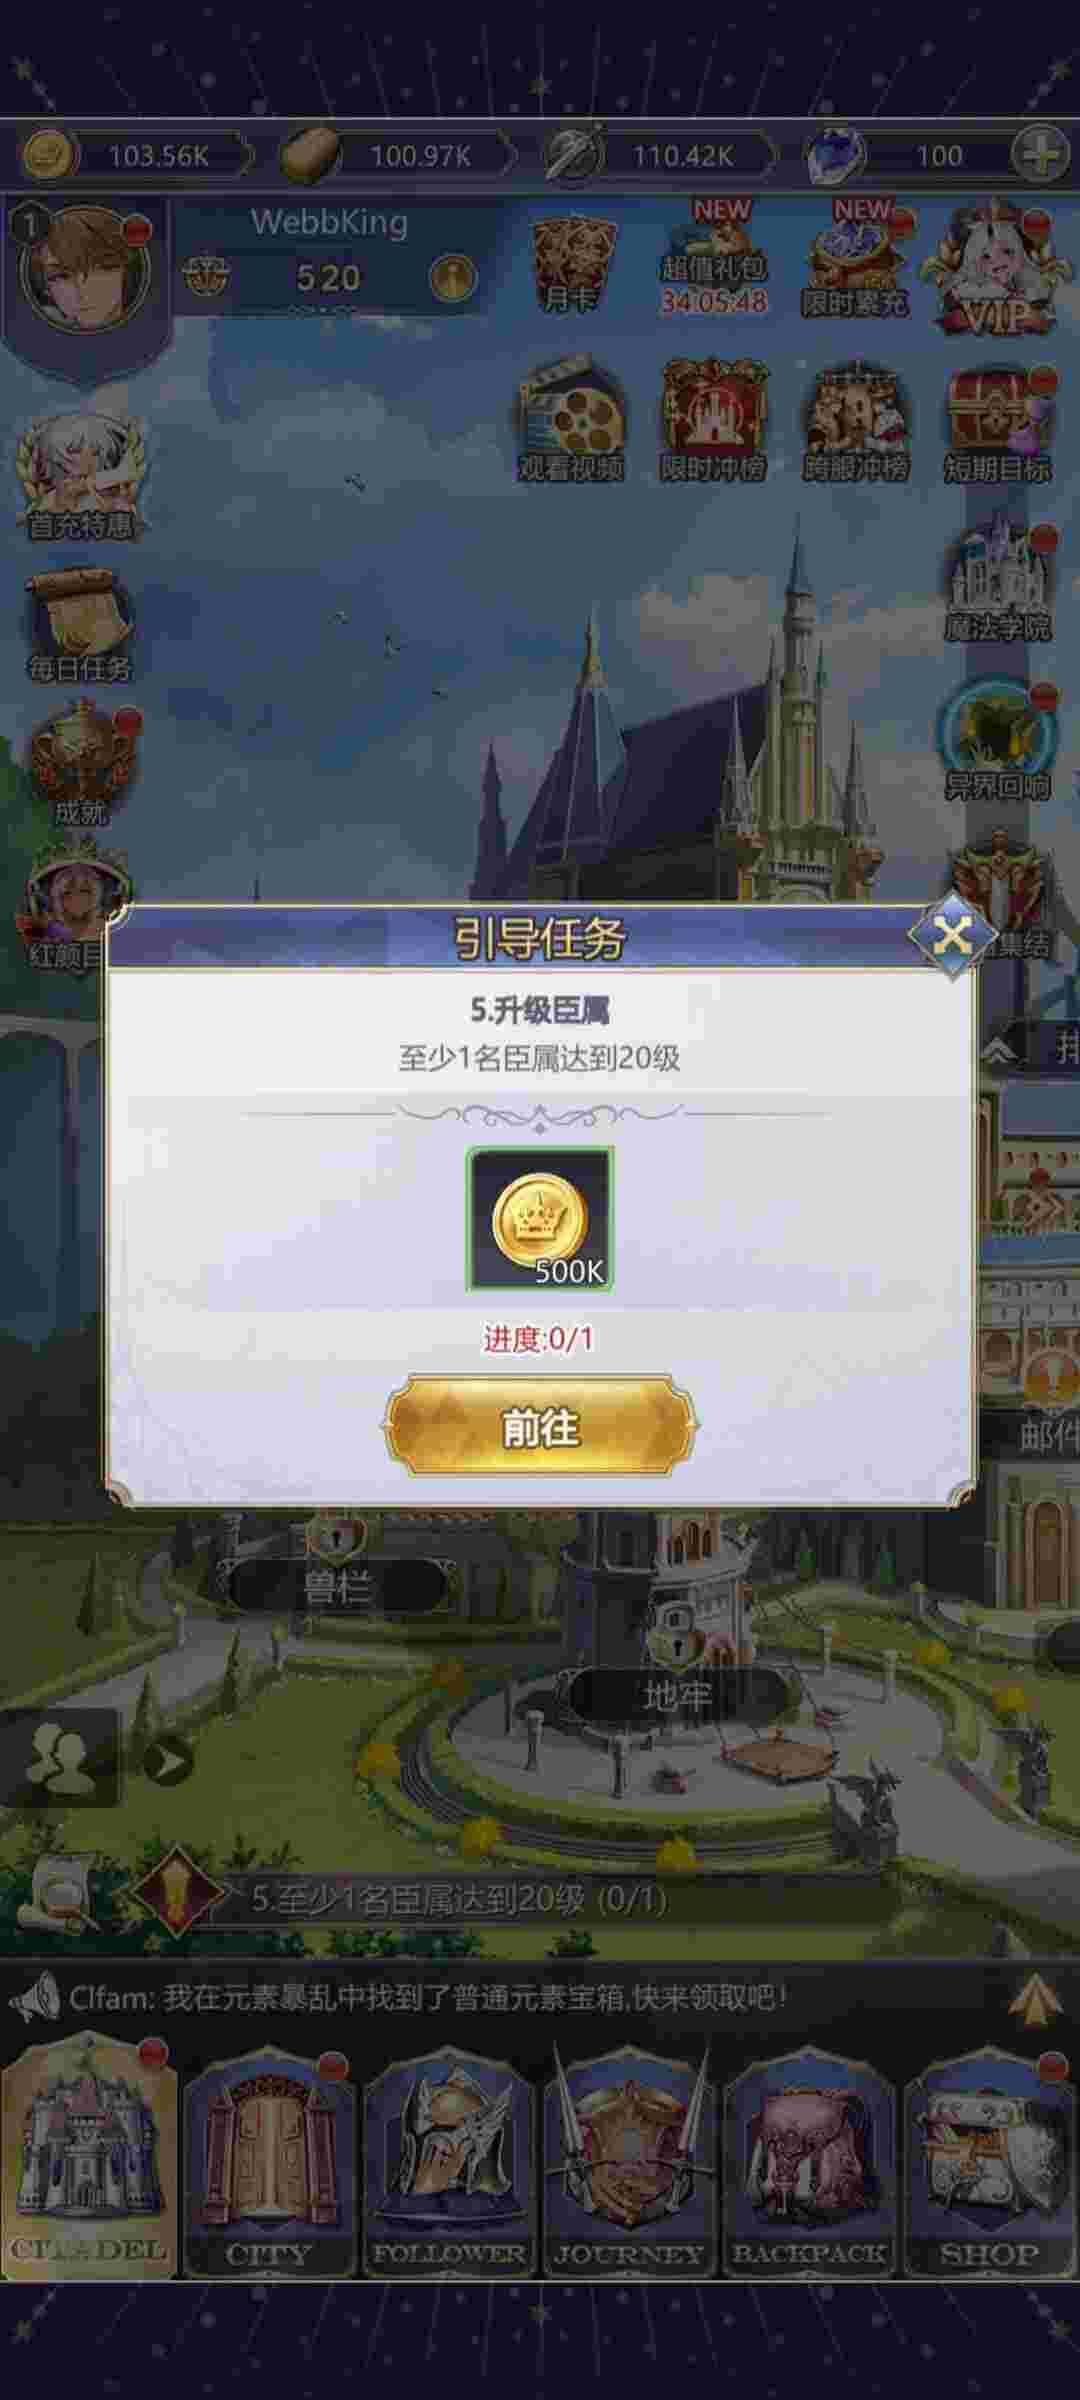 103.56K
100.97K
110.42K
100
1
WebbKing
520
月卡
NEW
超值礼包
34:05:48
NEW
限时累充
VIP
观看视频
限时冲榜
跨服冲榜
短期目标
首充特惠
魔法学院
每日任务
异界回响
成就
红颜目
集结
引导任务
5.升级臣属
至少1名臣属达到20级
500K
进度:0/1
前往
邮件
兽栏
地牢
5.至少1名臣属达到20级 (0/1)
Clfam: 我在元素暴乱中找到了普通元素宝箱,快来领取吧!
CITADEL
CITY
FOLLOWER
JOURNEY
BACKPACK
SHOP